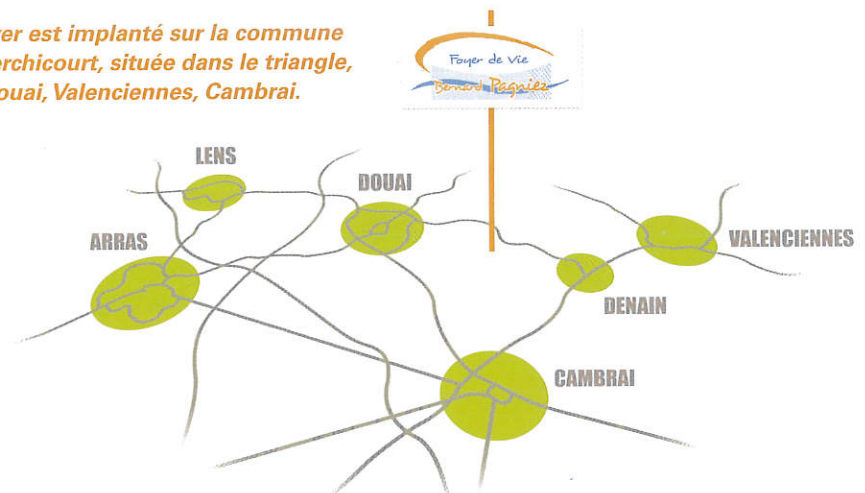 er est implanté sur la commune
erchicourt, située dans le triangle,
ouai, Valenciennes, Cambrai.
Foyer de Vie
Bernard Pagniez
LENS
DOUAI
ARRAS
VALENCIENNES
DENAIN
CAMBRAI